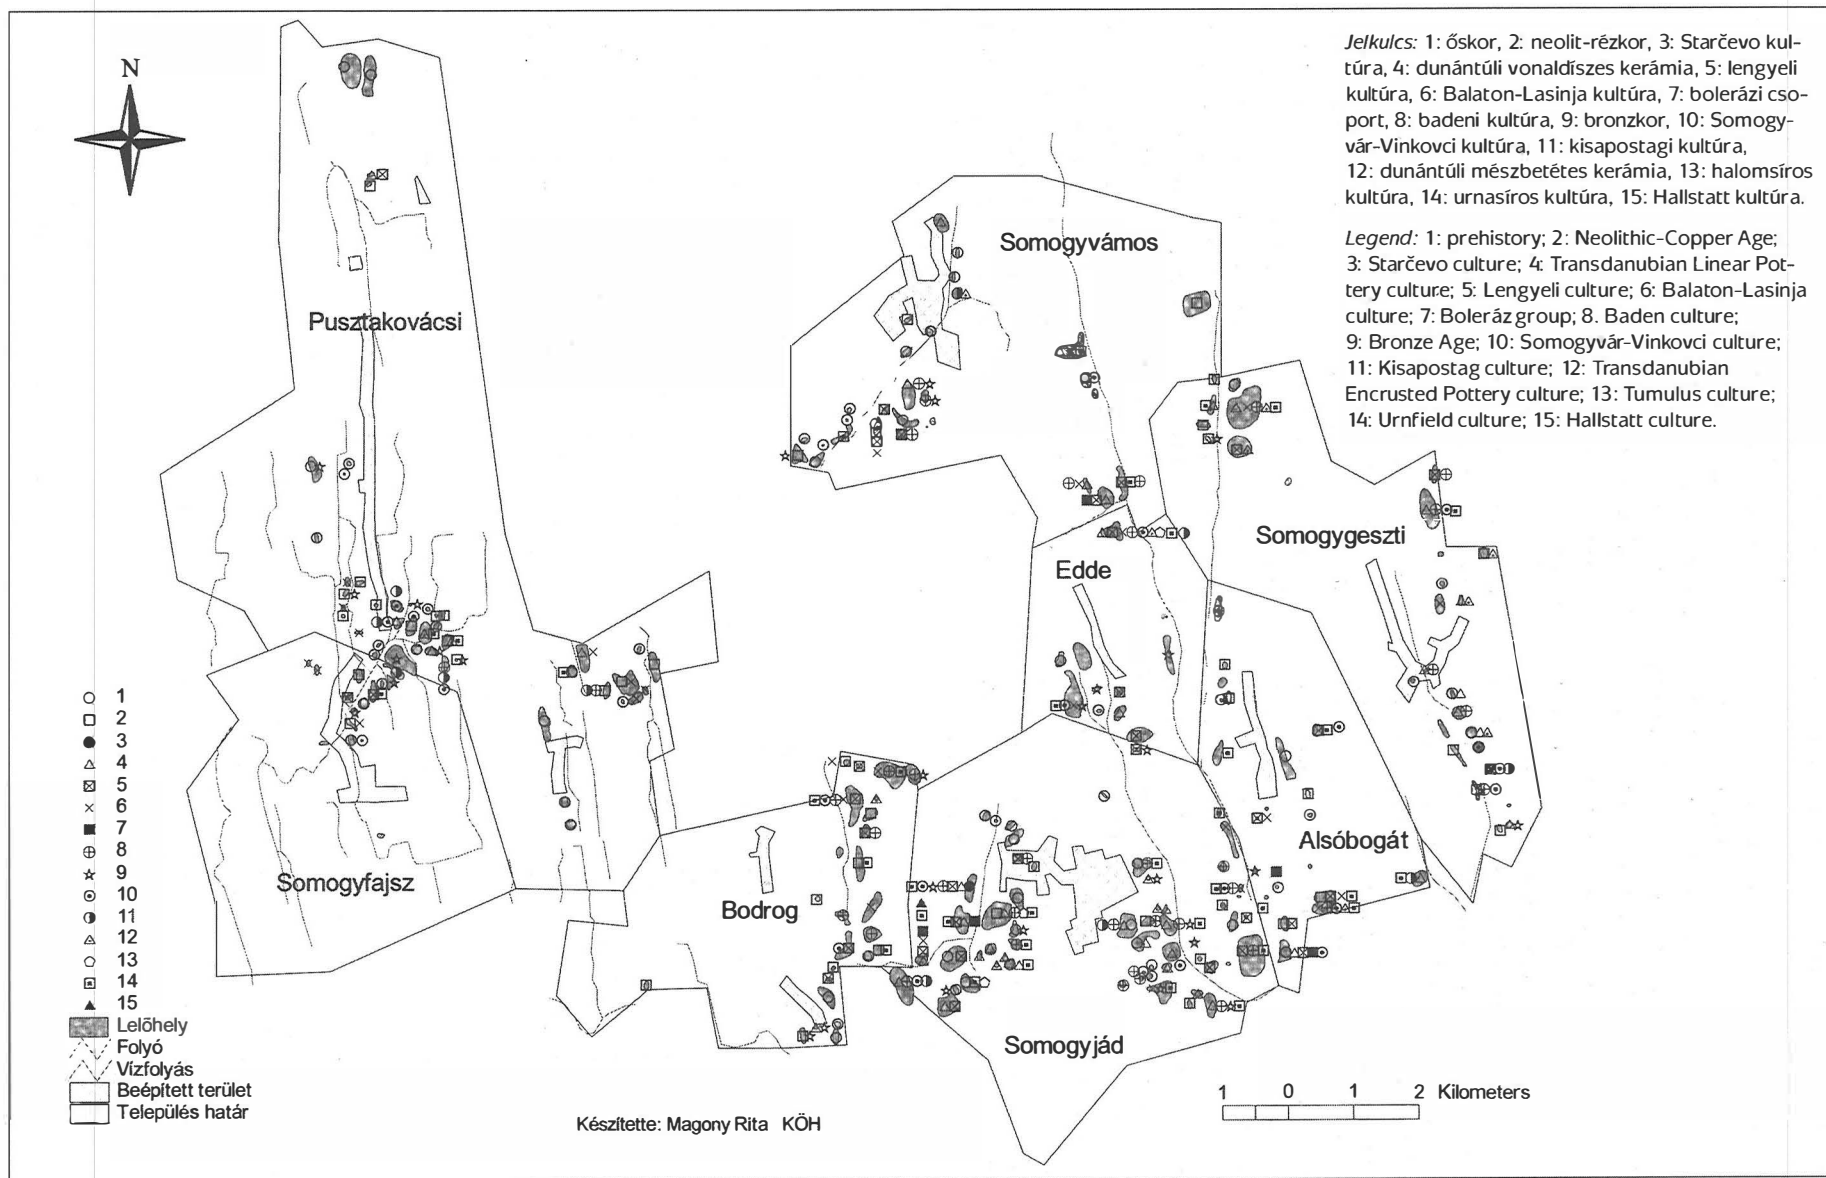 Jelkulcs: 1: őskor, 2: neolit-rézkor, 3: Starčevo kul-
túra, 4: dunántúli vonaldíszes kerámia, 5: lengyeli
kultúra, 6: Balaton-Lasinja kultúra, 7: bolerázi cso-
port, 8: badeni kultúra, 9: bronzkor, 10: Somogy-
vár-Vinkovci kultúra, 11: kisapostagi kultúra,
12: dunántúli mészbetétes kerámia, 13: halomsíros
kultúra, 14: urnasíros kultúra, 15: Hallstatt kultúra.
Legend: 1: prehistory; 2: Neolithic-Copper Age;
3: Starčevo culture; 4: Transdanubian Linear Pot-
tery culture; 5: Lengyeli culture; 6: Balaton-Lasinja
culture; 7: Boleráz group; 8. Baden culture;
9: Bronze Age; 10: Somogyvár-Vinkovci culture;
11: Kisapostag culture; 12: Transdanubian
Encrusted Pottery culture; 13: Tumulus culture;
14: Urnfield culture; 15: Hallstatt culture.
N
Somogyvámos
Pusztakovácsi
Somogygeszti
Edde
Alsóbogát
Somogyfajsz
Bodrog
Somogyjád
1
2
3
4
5
6
7
8
9
10
11
12
13
14
15
Lelőhely
Folyó
Vízfolyás
Beépített terület
Település határ
Készítette: Magony Rita KÖH
1 0 1 2 Kilometers